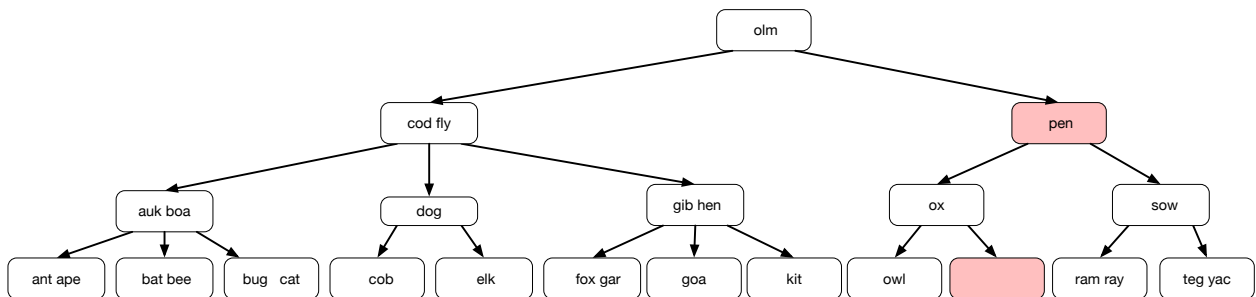 olm
cod fly
pen
auk boa
dog
gib hen
ox
sow
ant ape
bat bee
bug cat
cob
elk
fox gar
goa
kit
owl
ram ray
teg yac